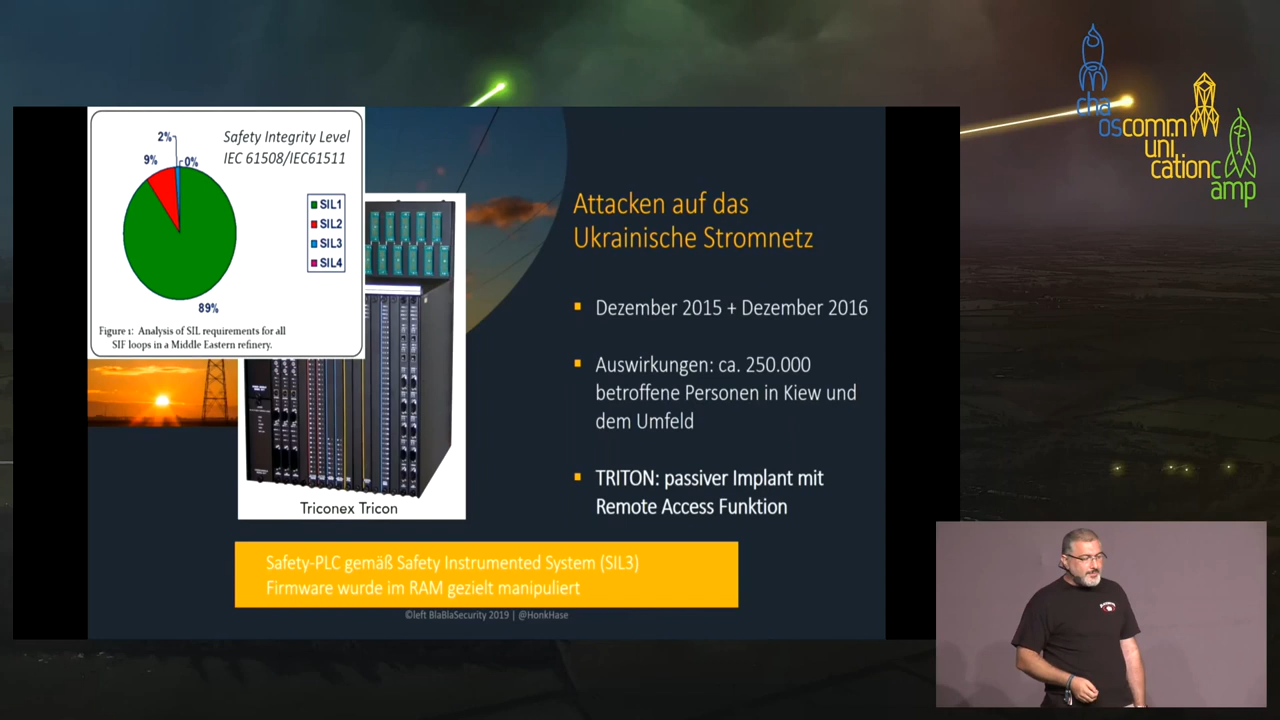 chaoscommunicationcamp
2%
Safety Integrity Level
9%
0%
IEC 61508/IEC61511
SIL1
SIL2
SIL3
SIL4
89%
Figure 1: Analysis of SIL requirements for all
SIF loops in a Middle Eastern refinery.
Triconex Tricon
Attacken auf das
Ukrainische Stromnetz
Dezember 2015 + Dezember 2016
Auswirkungen: ca. 250.000
betroffene Personen in Kiew und
dem Umfeld
TRITON: passiver Implant mit
Remote Access Funktion
Safety-PLC gemäß Safety Instrumented System (SIL3)
Firmware wurde im RAM gezielt manipuliert
©left BlaBlaSecurity 2019 | @HonkHase